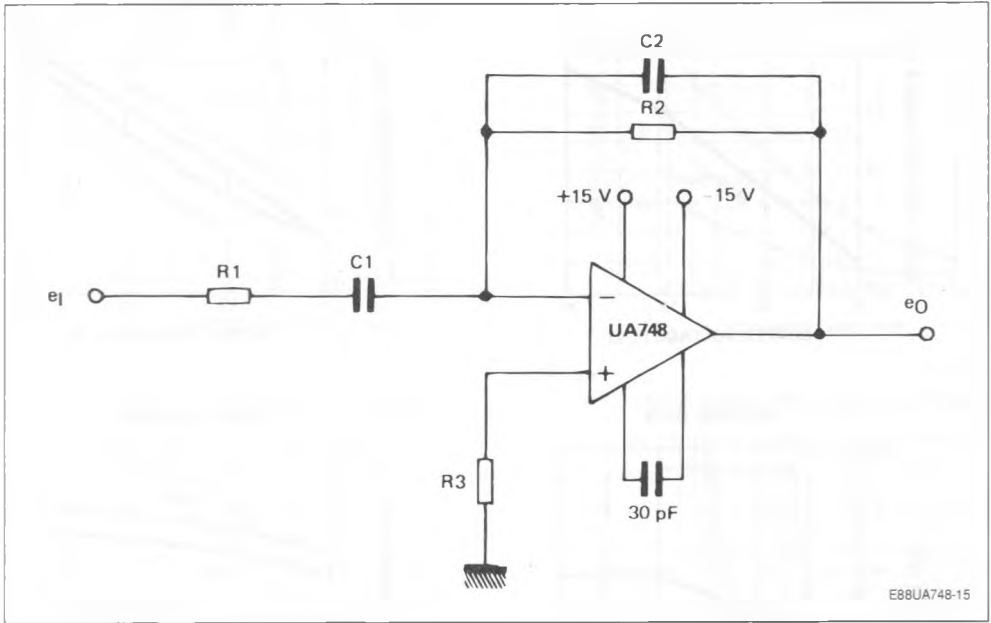 C2
R2
+15 V
-15 V
R1
C1
eI
−
UA748
eO
+
R3
30 pF
E88UA748-15